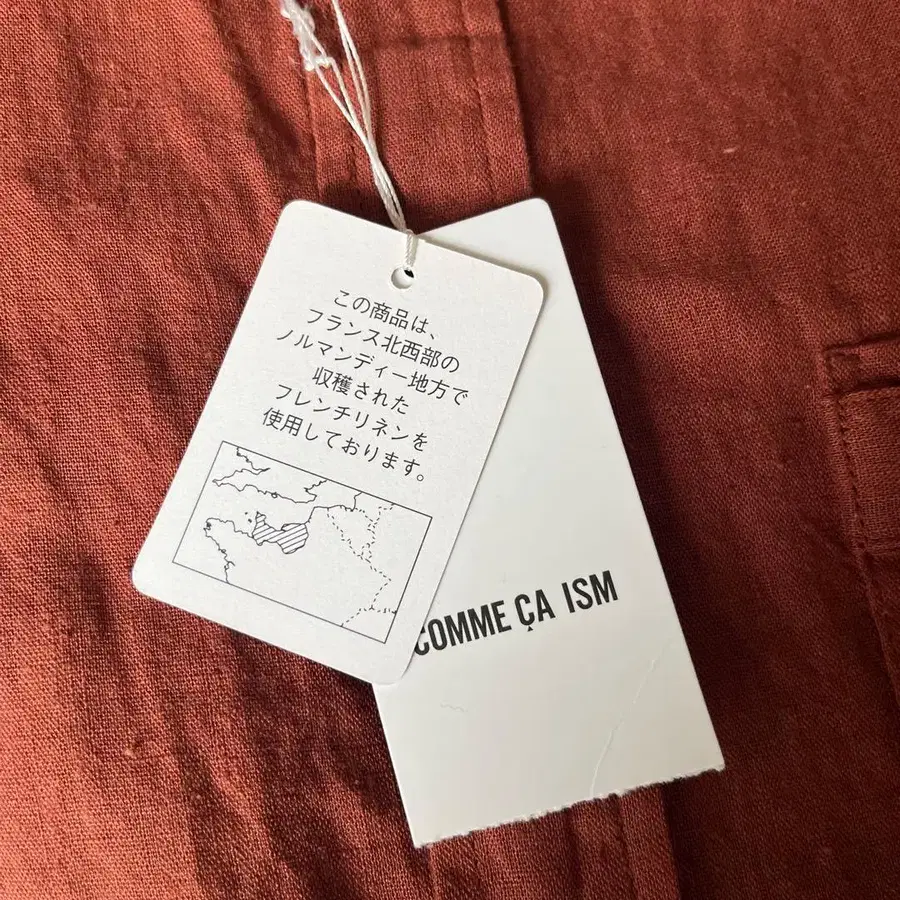 この商品は、
フランス北西部の
ノルマンディー地方で
収穫された
フレンチリネンを
使用しております。
COMME ÇA ISM